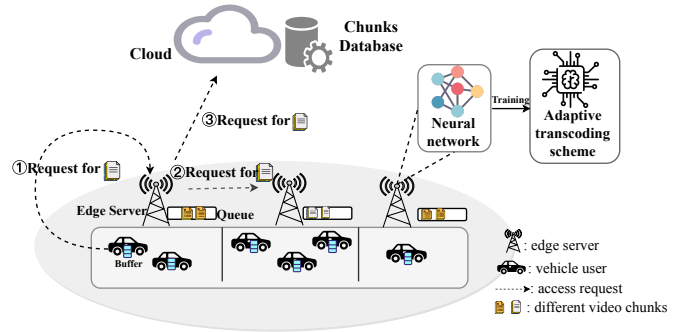 Cloud
Chunks
Database
③Request for
①Request for
②Request for
Neural
network
Training
Adaptive
transcoding
scheme
Edge Server
Queue
Buffer
: edge server
: vehicle user
: access request
: different video chunks